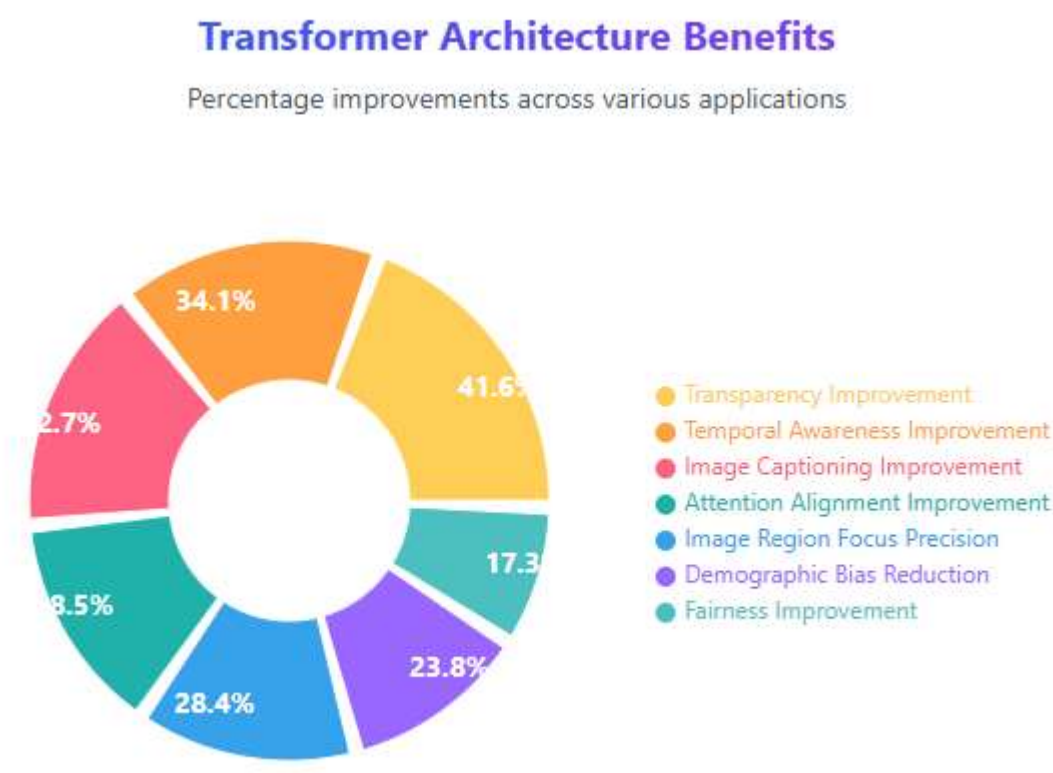 Transformer Architecture Benefits
Percentage improvements across various applications
34.1%
41.6%
2.7%
8.5%
17.3
23.8%
28.4%
Transparency Improvement
Temporal Awareness Improvement
Image Captioning Improvement
Attention Alignment Improvement
Image Region Focus Precision
Demographic Bias Reduction
Fairness Improvement